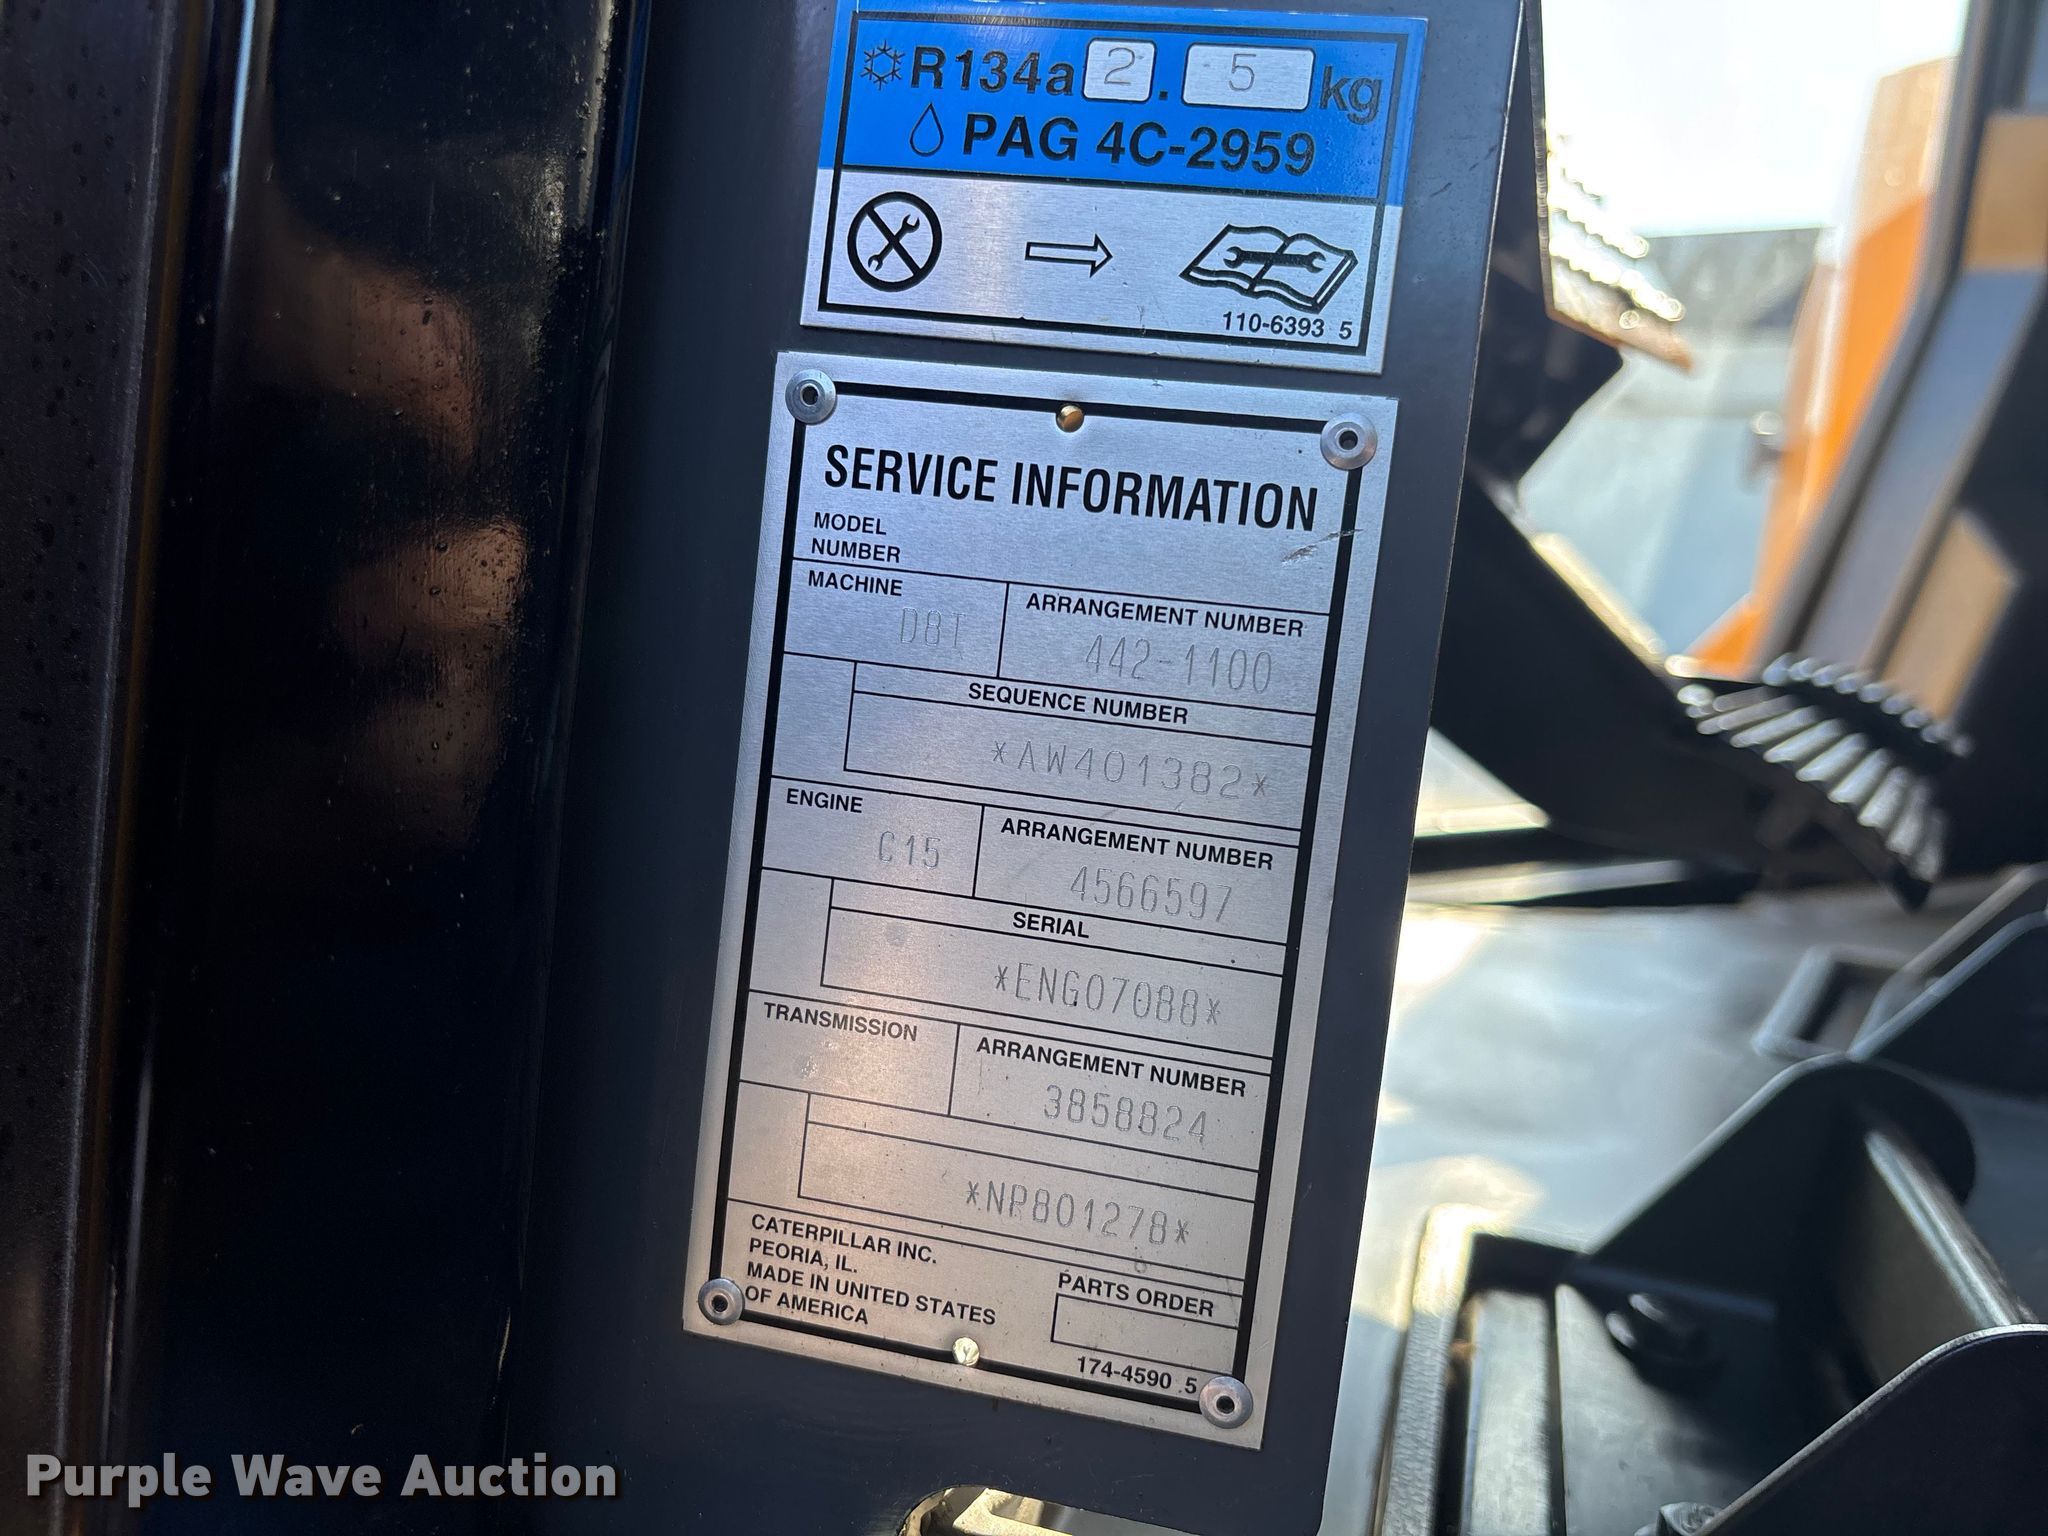 R134a 2.5 kg
PAG 4C-2959
110-6393 5
SERVICE INFORMATION
MODEL
NUMBER
MACHINE
D8T
ARRANGEMENT NUMBER
442-1100
SEQUENCE NUMBER
*AW401382*
ENGINE
C15
ARRANGEMENT NUMBER
4566597
SERIAL
*ENG07088*
TRANSMISSION
ARRANGEMENT NUMBER
3858824
*NP801278*
CATERPILLAR INC.
PEORIA, IL.
MADE IN UNITED STATES
OF AMERICA
PARTS ORDER
174-4590 5
Purple Wave Auction